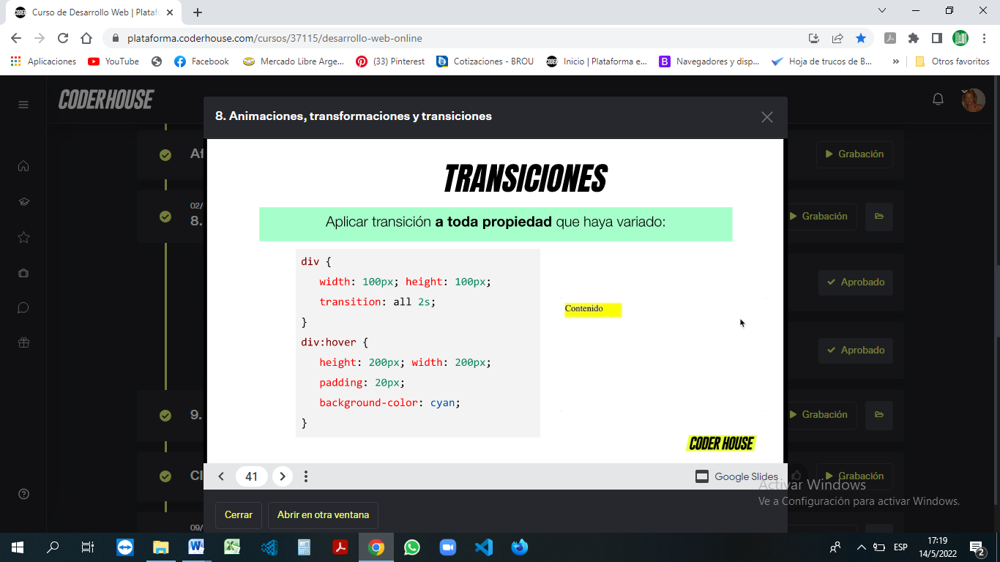 Curso de Desarrollo Web | Plataf
plataforma.coderhouse.com/cursos/37115/desarrollo-web-online
Aplicaciones YouTube Facebook Mercado Libre Arge... (33) Pinterest Cotizaciones - BROU Inicio | Plataforma e... Navegadores y disp... Hoja de trucos de B... » Otros favoritos
CODERHOUSE
8. Animaciones, transformaciones y transiciones
Af
Grabación
02/
8.
Grabación
Aprobado
Aprobado
9.
Grabación
Cl
Grabación
09/
TRANSICIONES
Aplicar transición a toda propiedad que haya variado:
div {
width: 100px; height: 100px;
transition: all 2s;
}
div:hover {
height: 200px; width: 200px;
padding: 20px;
background-color: cyan;
}
Contenido
CODER HOUSE
41
Google Slides
Activar Windows
Ve a Configuración para activar Windows.
Cerrar Abrir en otra ventana
ESP
17:19
14/5/2022
2